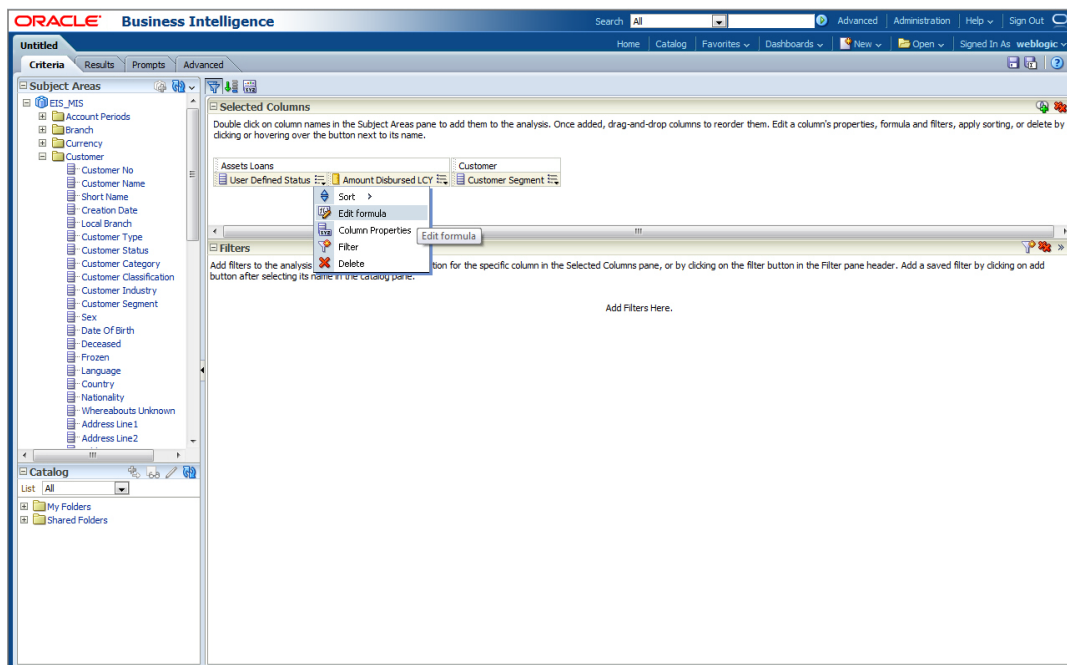 ORACLE Business Intelligence Search All Advanced Administration Help Sign Out
Untitled Home Catalog Favorites Dashboards New Open Signed In As weblogic
Criteria Results Prompts Advanced
Subject Areas
EIS_MIS
Account Periods
Branch
Currency
Customer
Customer No
Customer Name
Short Name
Creation Date
Local Branch
Customer Type
Customer Status
Customer Category
Customer Classification
Customer Industry
Customer Segment
Sex
Date Of Birth
Deceased
Frozen
Language
Country
Nationality
Whereabouts Unknown
Address Line1
Address Line2
Catalog
List All
My Folders
Shared Folders
Selected Columns
Double click on column names in the Subject Areas pane to add them to the analysis. Once added, drag-and-drop columns to reorder them. Edit a column's properties, formula and filters, apply sorting, or delete by
clicking or hovering over the button next to its name.
Assets Loans Customer
User Defined Status Amount Disbursed LCY Customer Segment
Sort
Edit formula
Column Properties
Edit formula
Filter
Delete
Filters
Add filters to the analysis tion for the specific column in the Selected Columns pane, or by clicking on the filter button in the Filter pane header. Add a saved filter by clicking on add
button after selecting its name in the catalog pane.
Add Filters Here.